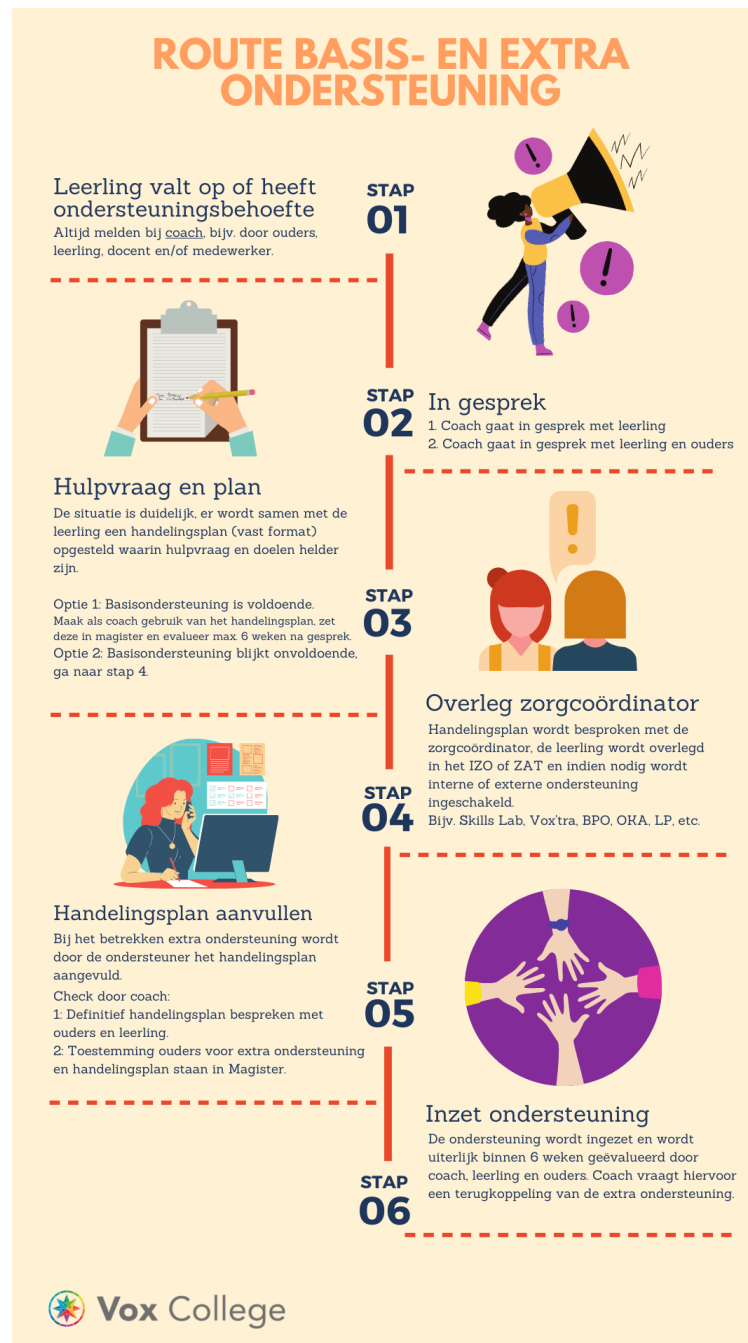 ROUTE BASIS- EN EXTRA
ONDERSTEUNING
STAP
01
Leerling valt op of heeft
ondersteuningsbehoefte
Altijd melden bij coach, bijv. door ouders,
leerling, docent en/of medewerker.
STAP
02
In gesprek
1. Coach gaat in gesprek met leerling
2. Coach gaat in gesprek met leerling en ouders
STAP
03
Hulpvraag en plan
De situatie is duidelijk, er wordt samen met de
leerling een handelingsplan (vast format)
opgesteld waarin hulpvraag en doelen helder
zijn.
Optie 1: Basisondersteuning is voldoende.
Maak als coach gebruik van het handelingsplan, zet
deze in magister en evalueer max. 6 weken na gesprek.
Optie 2: Basisondersteuning blijkt onvoldoende,
ga naar stap 4.
STAP
04
Overleg zorgcoördinator
Handelingsplan wordt besproken met de
zorgcoördinator, de leerling wordt overlegd
in het IZO of ZAT en indien nodig wordt
interne of externe ondersteuning
ingeschakeld.
Bijv. Skills Lab, Vox'tra, BPO, OKA, LP, etc.
STAP
05
Handelingsplan aanvullen
Bij het betrekken extra ondersteuning wordt
door de ondersteuner het handelingsplan
aangevuld.
Check door coach:
1: Definitief handelingsplan bespreken met
ouders en leerling.
2: Toestemming ouders voor extra ondersteuning
en handelingsplan staan in Magister.
STAP
06
Inzet ondersteuning
De ondersteuning wordt ingezet en wordt
uiterlijk binnen 6 weken geëvalueerd door
coach, leerling en ouders. Coach vraagt hiervoor
een terugkoppeling van de extra ondersteuning.
Vox College